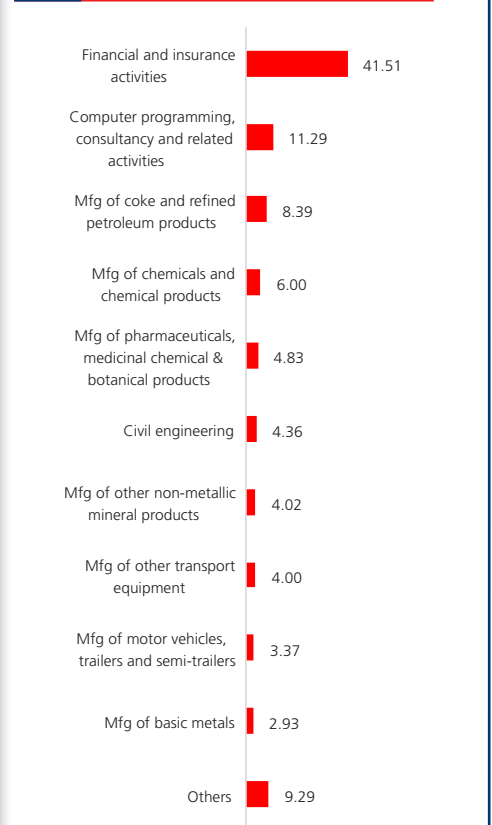 Financial and insurance
activities
41.51
Computer programming,
consultancy and related
activities
11.29
Mfg of coke and refined
petroleum products
8.39
Mfg of chemicals and
chemical products
6.00
Mfg of pharmaceuticals,
medicinal chemical &
botanical products
4.83
Civil engineering
4.36
Mfg of other non-metallic
mineral products
4.02
Mfg of other transport
equipment
4.00
Mfg of motor vehicles,
trailers and semi-trailers
3.37
Mfg of basic metals
2.93
Others
9.29